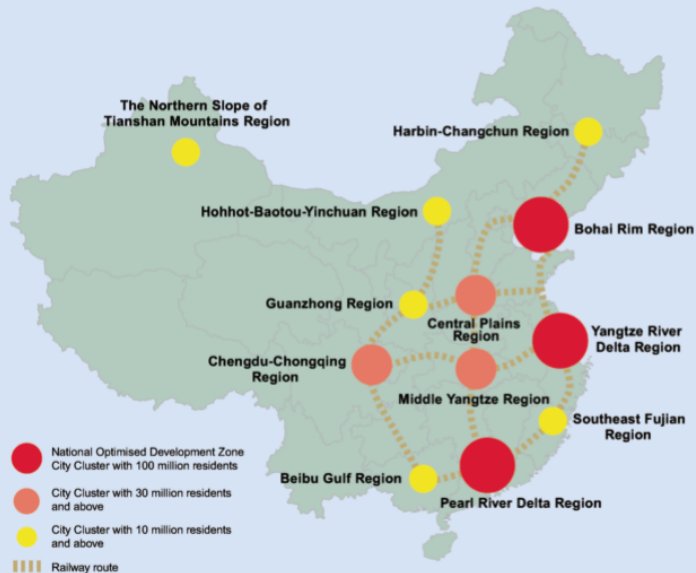 The Northern Slope of
Tianshan Mountains Region
Harbin-Changchun Region
Hohhot-Baotou-Yinchuan Region
Bohai Rim Region
Guanzhong Region
Central Plains
Region
Yangtze River
Delta Region
Chengdu-Chongqing
Region
Middle Yangtze Region
Southeast Fujian
Region
Beibu Gulf Region
Pearl River Delta Region
National Optimised Development Zone
City Cluster with 100 million residents
City Cluster with 30 million residents
and above
City Cluster with 10 million residents
and above
Railway route